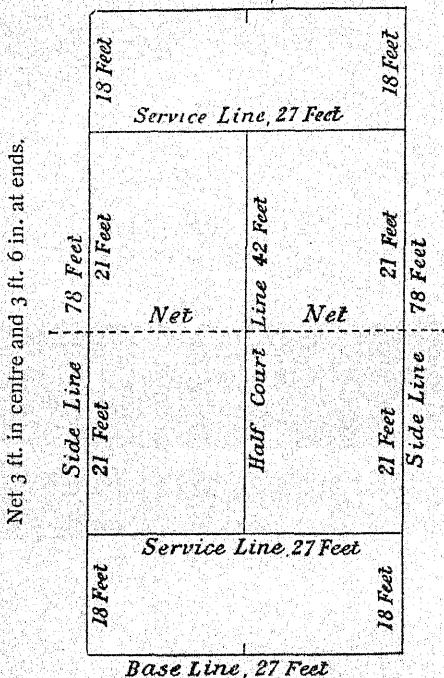 Net 3 ft. in centre and 3 ft. 6 in. at ends.
18 Feet
18 Feet
Service Line, 27 Feet
Side Line 78 Feet
21 Feet
21 Feet
Half Court Line 42 Feet
21 Feet
21 Feet
Side Line 78 Feet
Net
Net
Service Line, 27 Feet
18 Feet
18 Feet
Base Line, 27 Feet